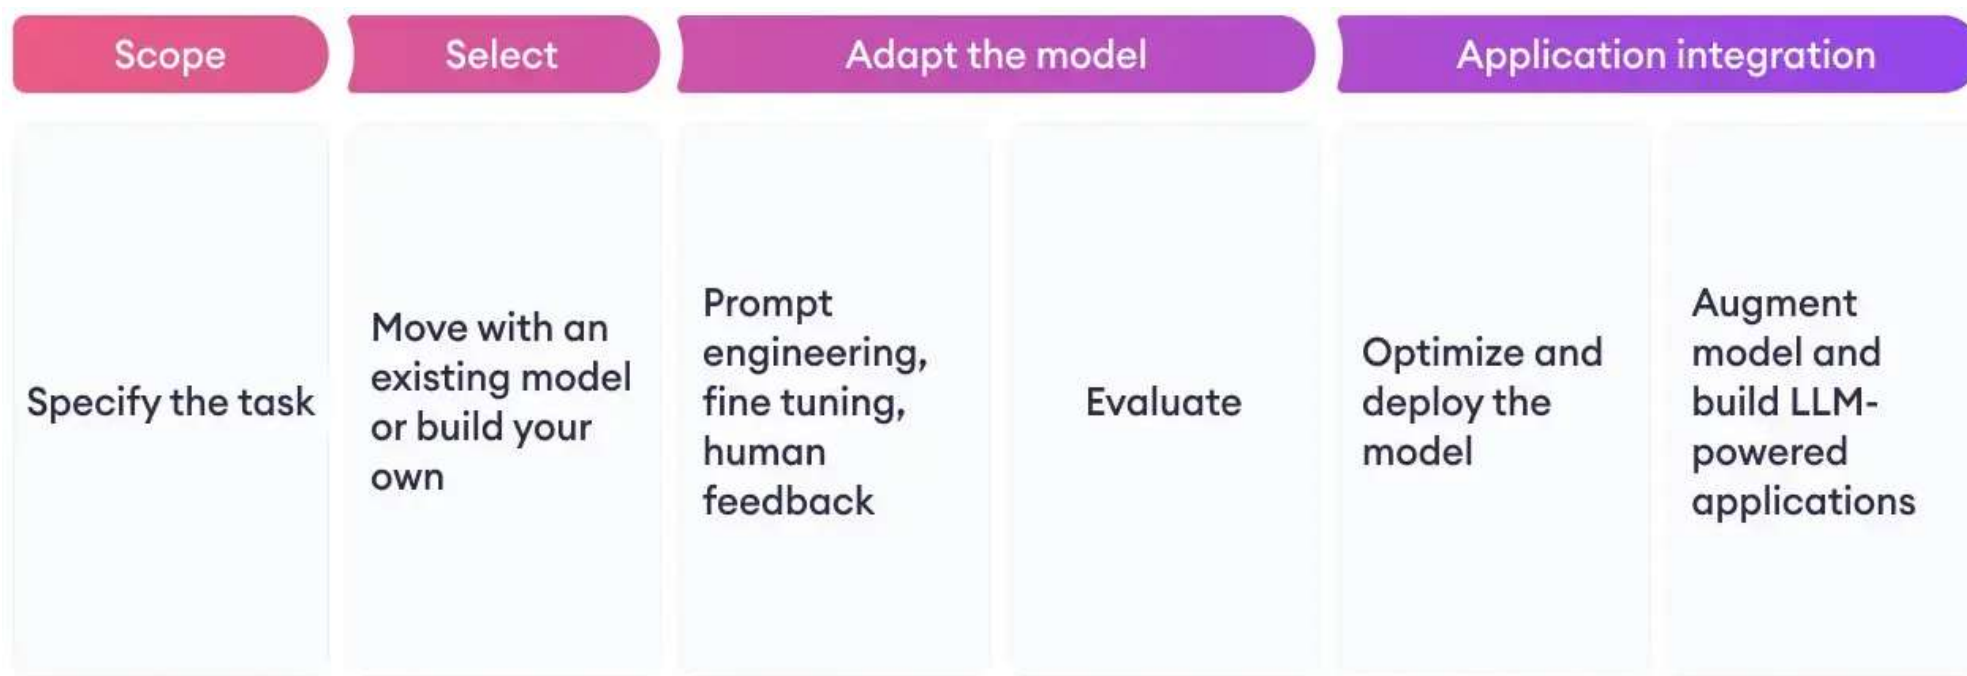 Scope
Select
Adapt the model
Application integration
Specify the task
Move with an
existing model
or build your
own
Prompt
engineering,
fine tuning,
human
feedback
Evaluate
Optimize and
deploy the
model
Augment
model and
build LLM-
powered
applications